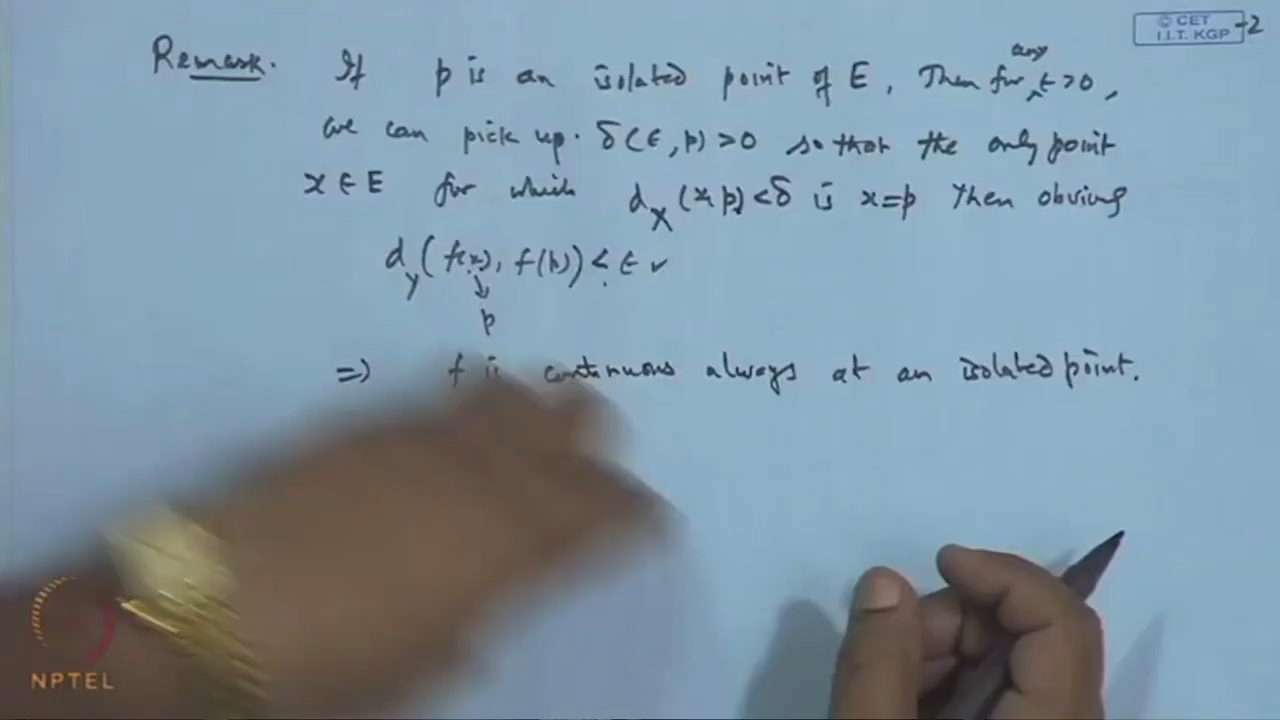 © CET
I.I.T. KGP
-2
Remark. If p is an isolated point of E, Then for any ε>0,
we can pick up. δ(ε, p)>0 so that the only point
x ∈ E for which d_X (x, p) < δ is x=p Then obviously
d_Y (f(x), f(p)) < ε ✓
↓
p
⇒ f is continuous always at an isolated point.
NPTEL